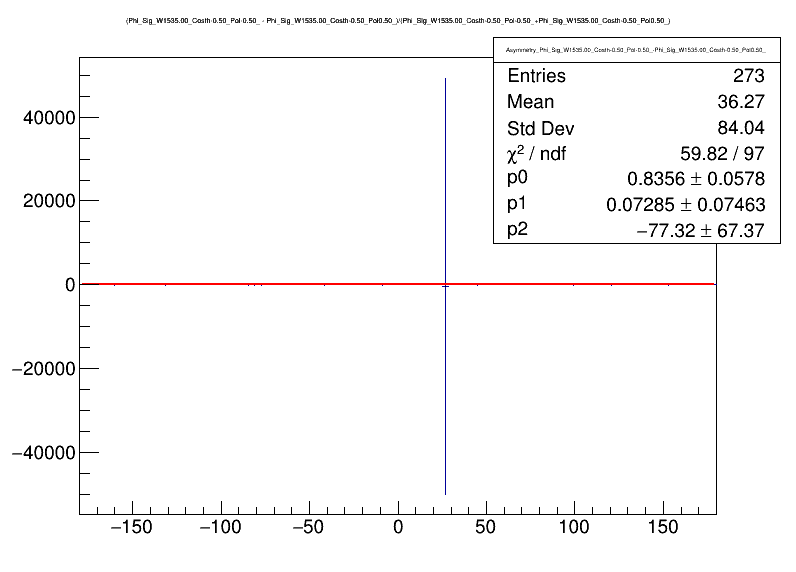 (Phi_Sig_W1535.00_Costh-0.50_Pol-0.50_ - Phi_Sig_W1535.00_Costh-0.50_Pol0.50_)/(Phi_Sig_W1535.00_Costh-0.50_Pol-0.50_+Phi_Sig_W1535.00_Costh-0.50_Pol0.50_)
Asymmetry_Phi_Sig_W1535.00_Costh-0.50_Pol-0.50_-Phi_Sig_W1535.00_Costh-0.50_Pol0.50_
Entries 273
Mean 36.27
Std Dev 84.04
χ² / ndf 59.82 / 97
p0 0.8356 ± 0.0578
p1 0.07285 ± 0.07463
p2 −77.32 ± 67.37
40000
20000
0
−20000
−40000
−150 −100 −50 0 50 100 150